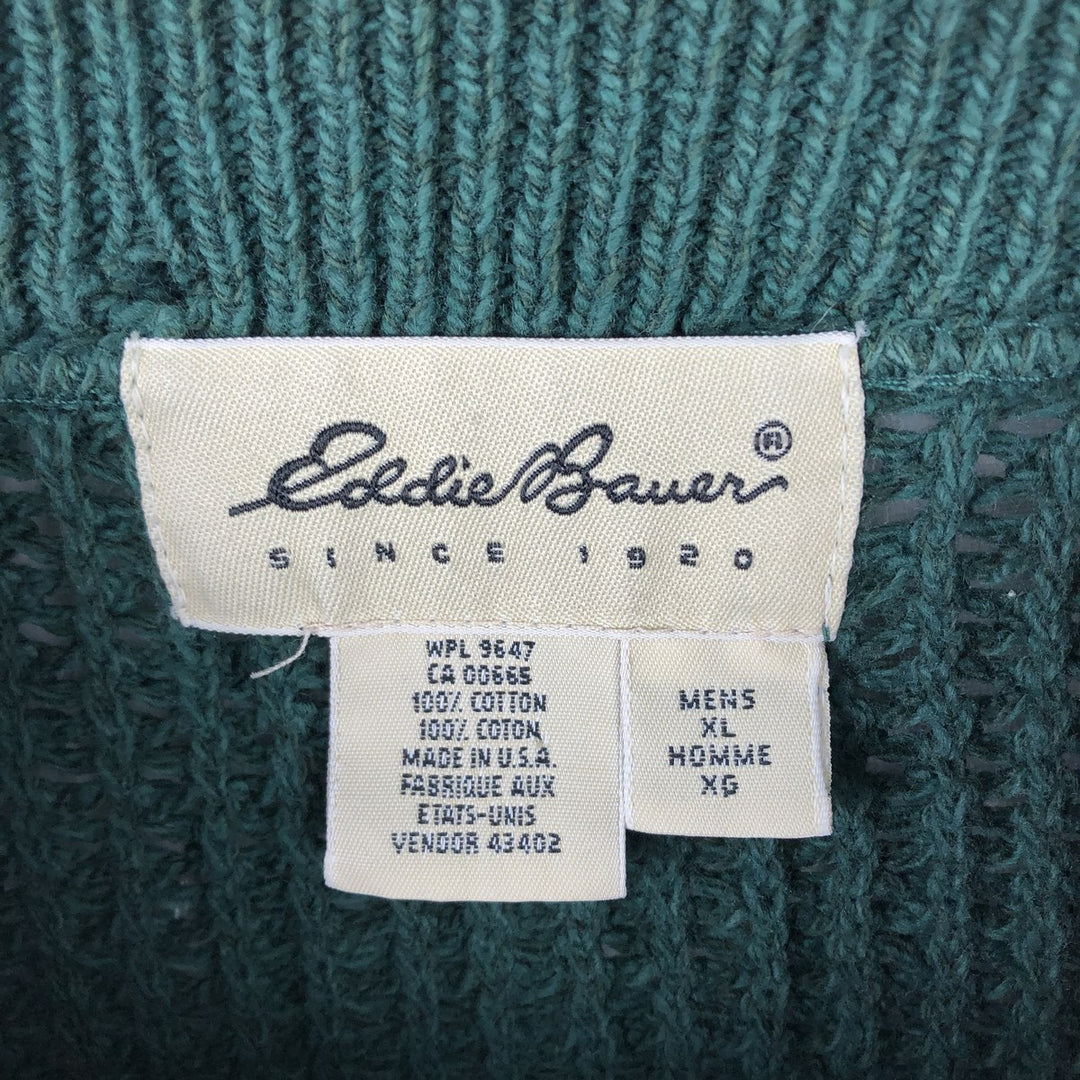 Eddie Bauer ®
SINCE 1920
WPL 9647
CA 00665
100% COTTON
100% COTON
MADE IN U.S.A.
FABRIQUE AUX
ETATS-UNIS
VENDOR 43402
MENS
XL
HOMME
XG